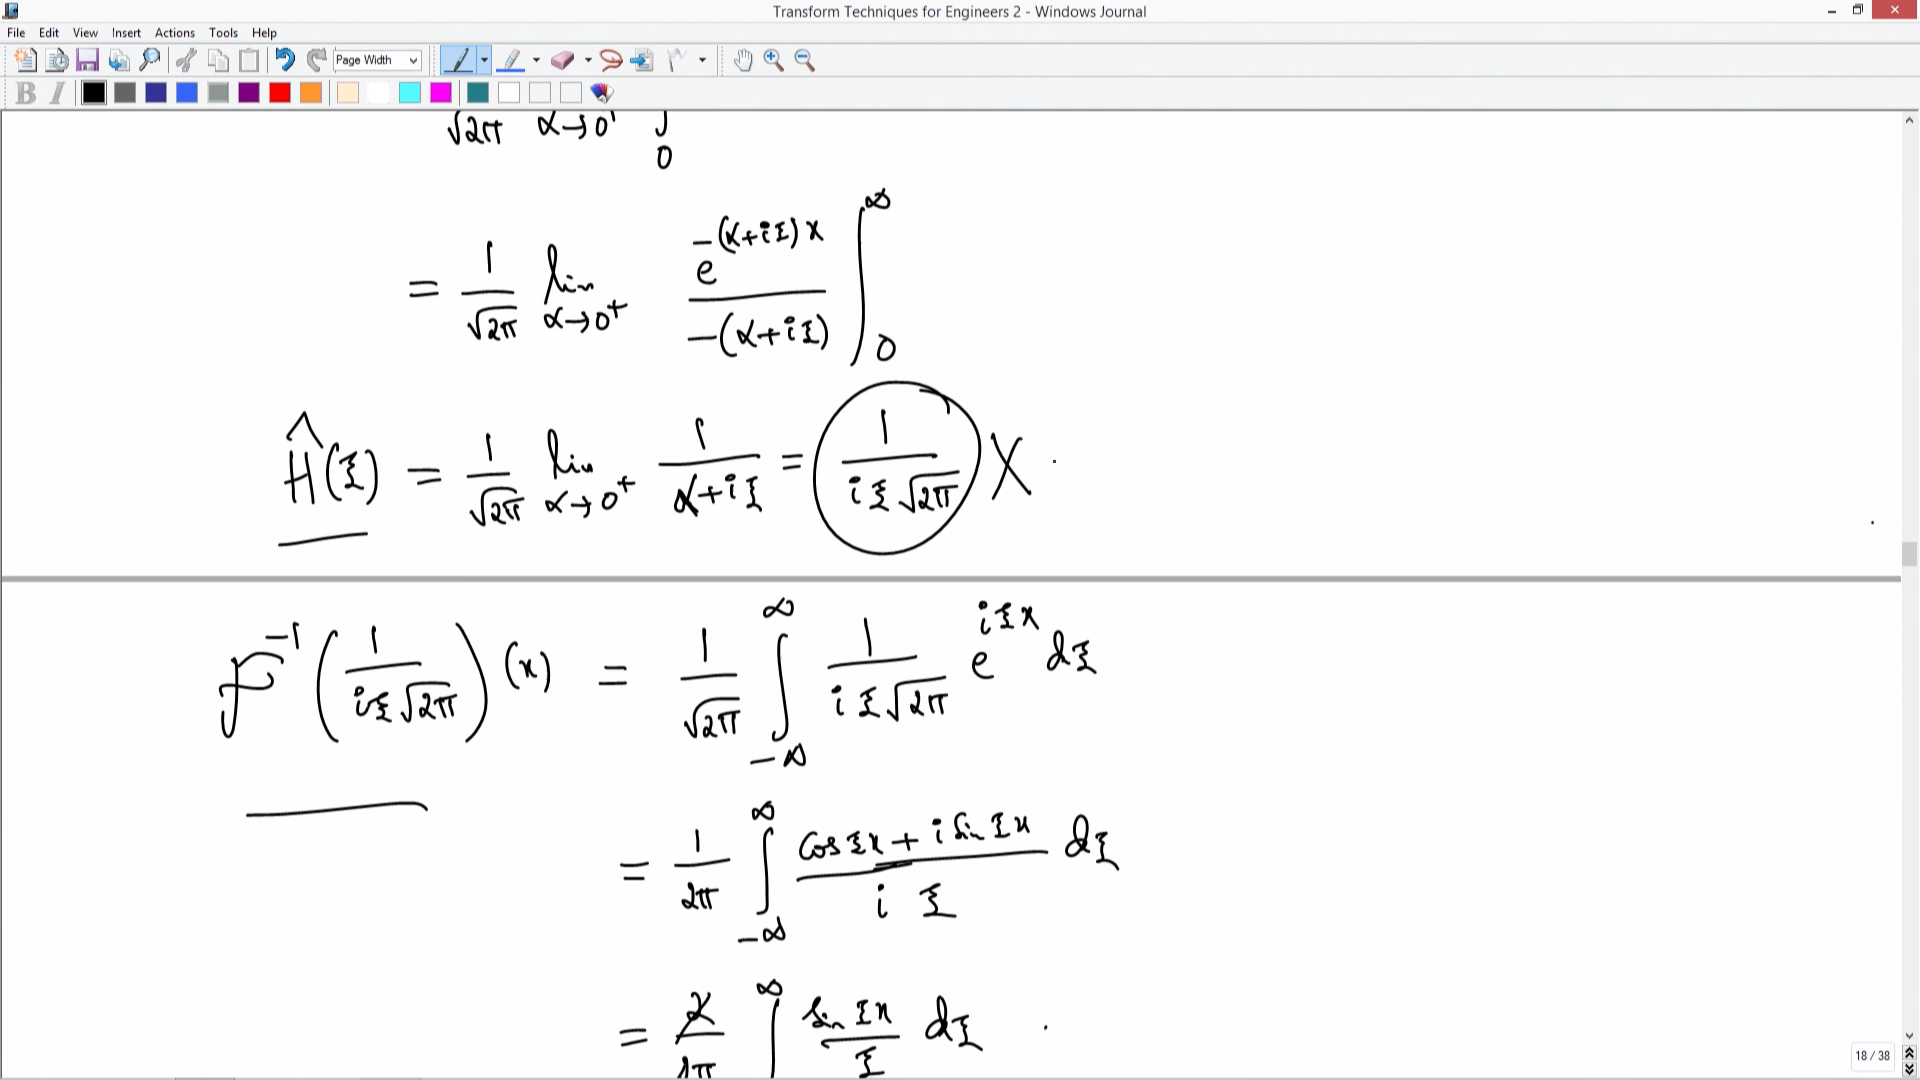 Transform Techniques for Engineers 2 - Windows Journal
File Edit View Insert Actions Tools Help
Page Width
B I
√2π α→0⁺ ∫ 0
= 1/√2π lim α→0⁺ e^(-(α+iξ)x) / -(α+iξ) |₀^∞
Ĥ(ξ) = 1/√2π lim α→0⁺ 1/(α+iξ) = 1/(iξ√2π) X .
F⁻¹(1/(iξ√2π))(x) = 1/√2π ∫_{-∞}^{∞} 1/(iξ√2π) e^{iξx} dξ
= 1/2π ∫_{-∞}^{∞} (cos ξx + i sin ξx)/(i ξ) dξ
= 2/2π ∫^∞ (sin ξx)/ξ dξ .
18 / 38